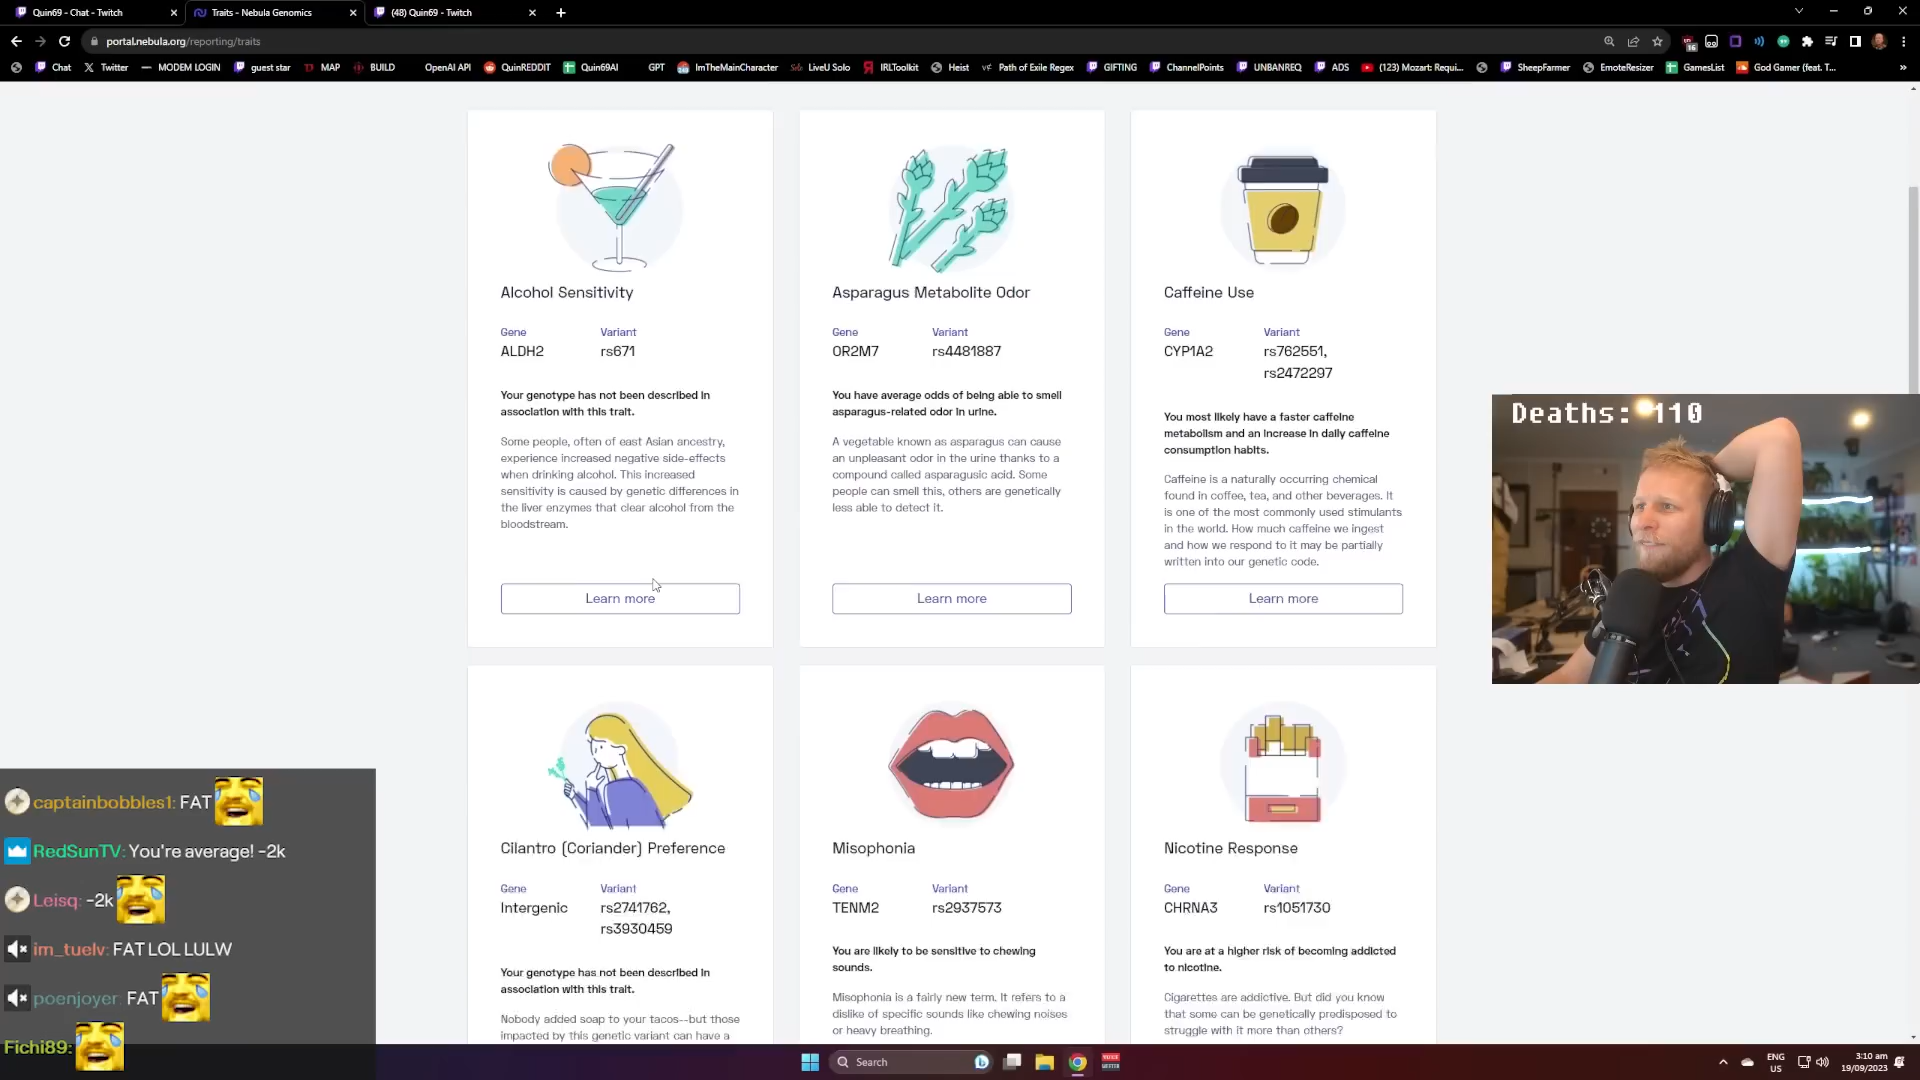 Quin69 - Chat - Twitch
Traits - Nebula Genomics
(48) Quin69 - Twitch
portal.nebula.org/reporting/traits
Chat
Twitter
MODEM LOGIN
guest star
MAP
BUILD
OpenAI API
QuinREDDIT
Quin69AI
GPT
ImTheMainCharacter
LiveU Solo
IRLToolkit
Heist
Path of Exile Regex
GIFTING
ChannelPoints
UNBANREQ
ADS
(123) Mozart: Requi...
SheepFarmer
EmoteResizer
GamesList
God Gamer (feat. T...
Alcohol Sensitivity
Gene
Variant
ALDH2
rs671
Your genotype has not been described in
association with this trait.
Some people, often of east Asian ancestry,
experience increased negative side-effects
when drinking alcohol. This increased
sensitivity is caused by genetic differences in
the liver enzymes that clear alcohol from the
bloodstream.
Learn more
Asparagus Metabolite Odor
Gene
Variant
OR2M7
rs4481887
You have average odds of being able to smell
asparagus-related odor in urine.
A vegetable known as asparagus can cause
an unpleasant odor in the urine thanks to a
compound called asparagusic acid. Some
people can smell this, others are genetically
less able to detect it.
Learn more
Caffeine Use
Gene
Variant
CYP1A2
rs762551,
rs2472297
You most likely have a faster caffeine
metabolism and an increase in daily caffeine
consumption habits.
Caffeine is a naturally occurring chemical
found in coffee, tea, and other beverages. It
is one of the most commonly used stimulants
in the world. How much caffeine we ingest
and how we respond to it may be partially
written into our genetic code.
Learn more
Deaths: 110
Cilantro (Coriander) Preference
Gene
Variant
Intergenic
rs2741762,
rs3930459
Your genotype has not been described in
association with this trait.
Nobody added soap to your tacos--but those
impacted by this genetic variant can have a
Misophonia
Gene
Variant
TENM2
rs2937573
You are likely to be sensitive to chewing
sounds.
Misophonia is a fairly new term. It refers to a
dislike of specific sounds like chewing noises
or heavy breathing.
Nicotine Response
Gene
Variant
CHRNA3
rs1051730
You are at a higher risk of becoming addicted
to nicotine.
Cigarettes are addictive. But did you know
that some can be genetically predisposed to
struggle with it more than others?
captainbobbles1: FAT
RedSunTV: You're average! -2k
Leisq: -2k
im_tuelv: FAT LOL LULW
poenjoyer: FAT
Fichi89:
Search
ENG
US
3:10 am
19/09/2023